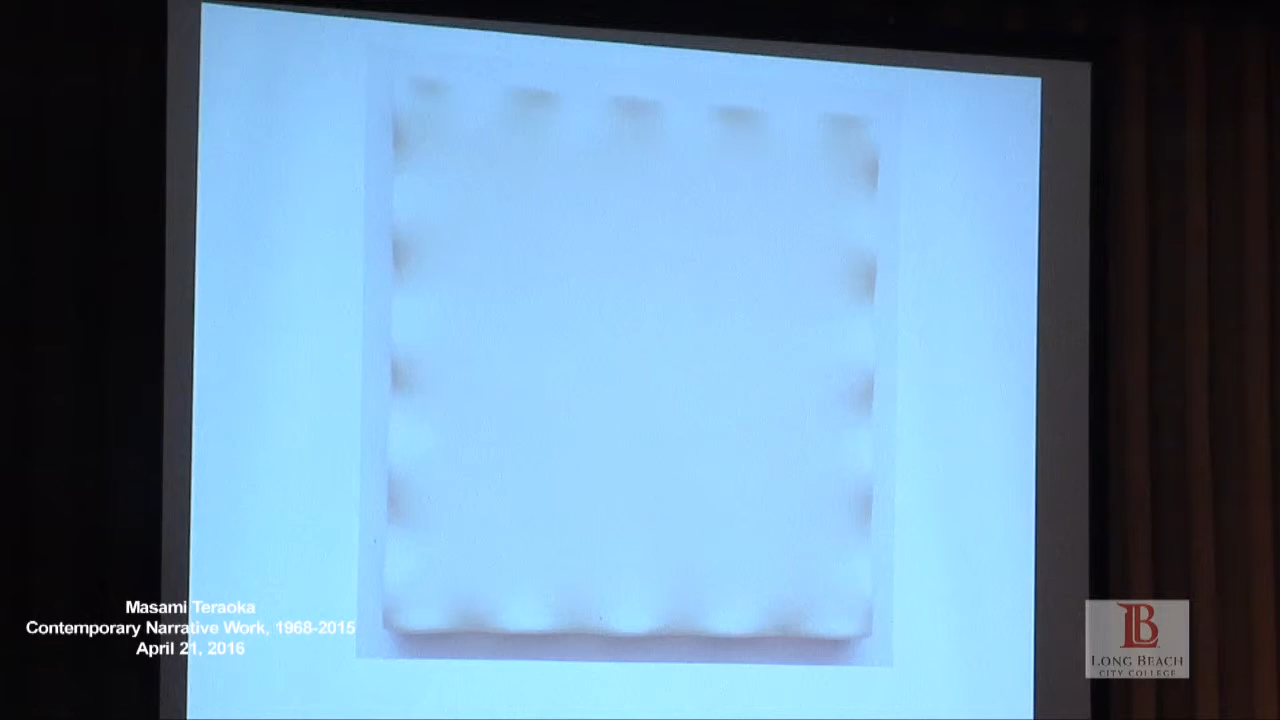 Masami Teraoka
Contemporary Narrative Work, 1968-2015
April 21, 2016
LB
LONG BEACH
CITY COLLEGE